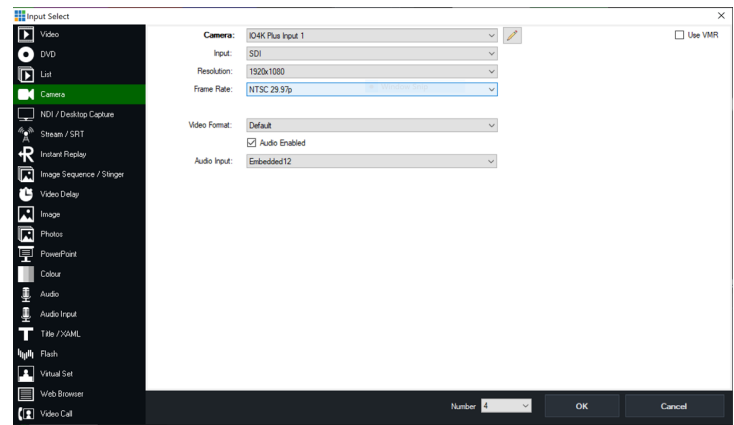 Input Select
Video
DVD
List
Camera
NDI / Desktop Capture
Stream / SRT
Instant Replay
Image Sequence / Stinger
Video Delay
Image
Photos
PowerPoint
Colour
Audio
Audio Input
Title / XAML
Flash
Virtual Set
Web Browser
Video Call
Camera: IO4K Plus Input 1
Use VMR
Input: SDI
Resolution: 1920x1080
Frame Rate: NTSC 29.97p
Video Format: Default
Audio Enabled
Audio Input: Embedded12
Number 4 OK Cancel